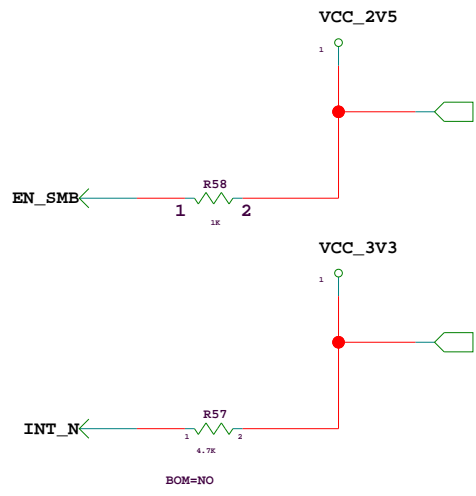 VCC_2V5
1
R58
EN_SMB
1
2
1K
VCC_3V3
1
R57
INT_N
1
2
4.7K
BOM=NO